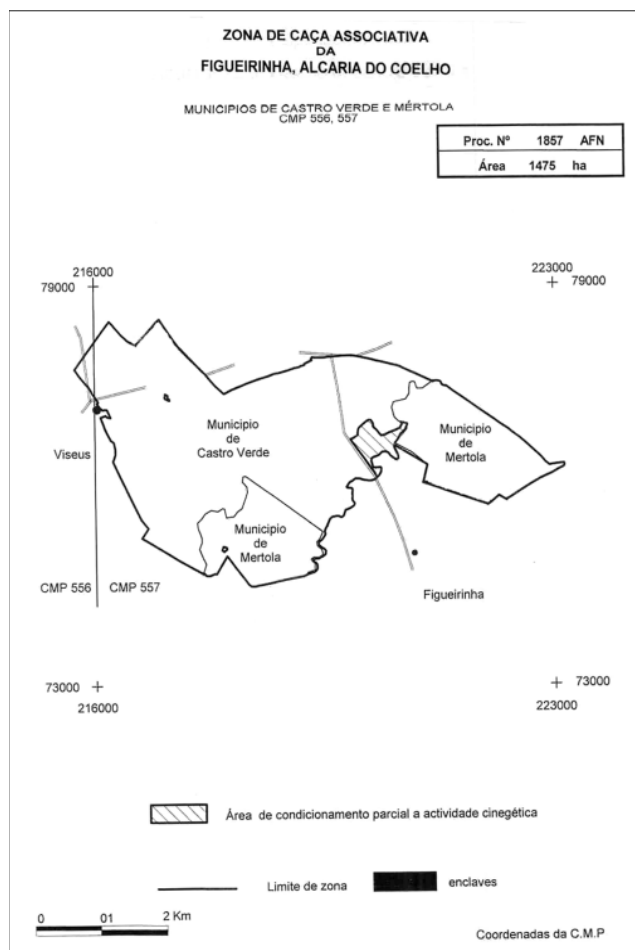 ZONA DE CAÇA ASSOCIATIVA
DA
FIGUEIRINHA, ALCARIA DO COELHO
MUNICIPIOS DE CASTRO VERDE E MÉRTOLA
CMP 556, 557
Proc. Nº 1857 AFN
Área 1475 ha
216000
79000
223000
79000
Municipio
de
Castro Verde
Municipio
de
Mertola
Viseus
Municipio
de
Mertola
CMP 556
CMP 557
Figueirinha
73000
216000
73000
223000
Área de condicionamento parcial a actividade cinegética
Limite de zona
enclaves
0 01 2 Km
Coordenadas da C.M.P